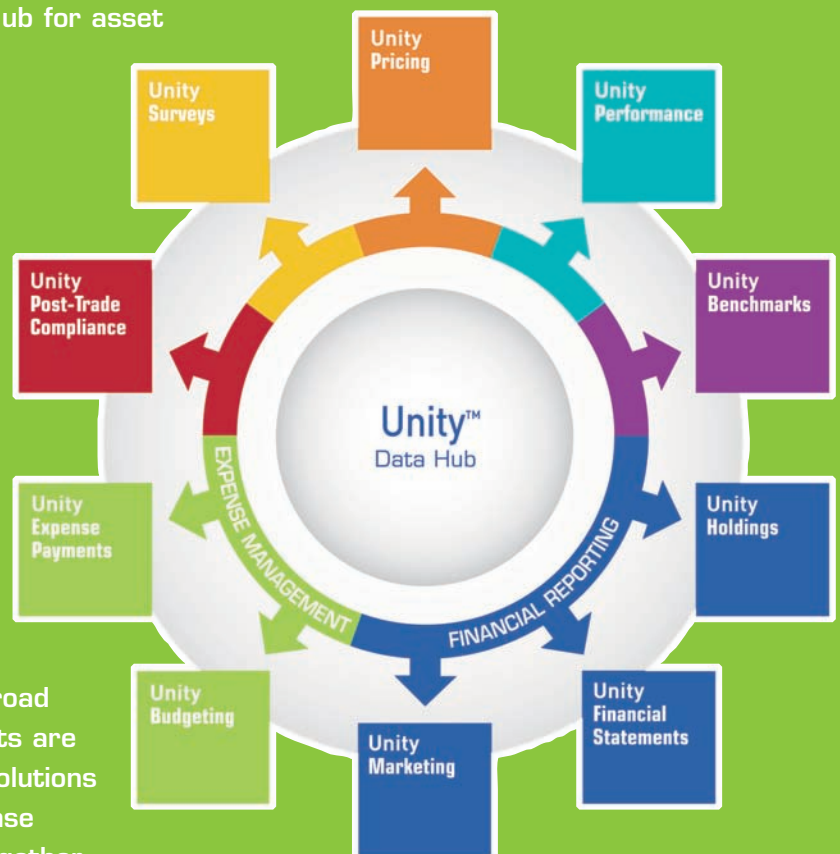 ub for asset
Unity
Pricing
Unity
Surveys
Unity
Performance
Unity
Post-Trade
Compliance
Unity
Benchmarks
Unity™
Data Hub
EXPENSE MANAGEMENT
FINANCIAL REPORTING
Unity
Expense
Payments
Unity
Holdings
Unity
Budgeting
Unity
Marketing
Unity
Financial
Statements
road
ts are
olutions